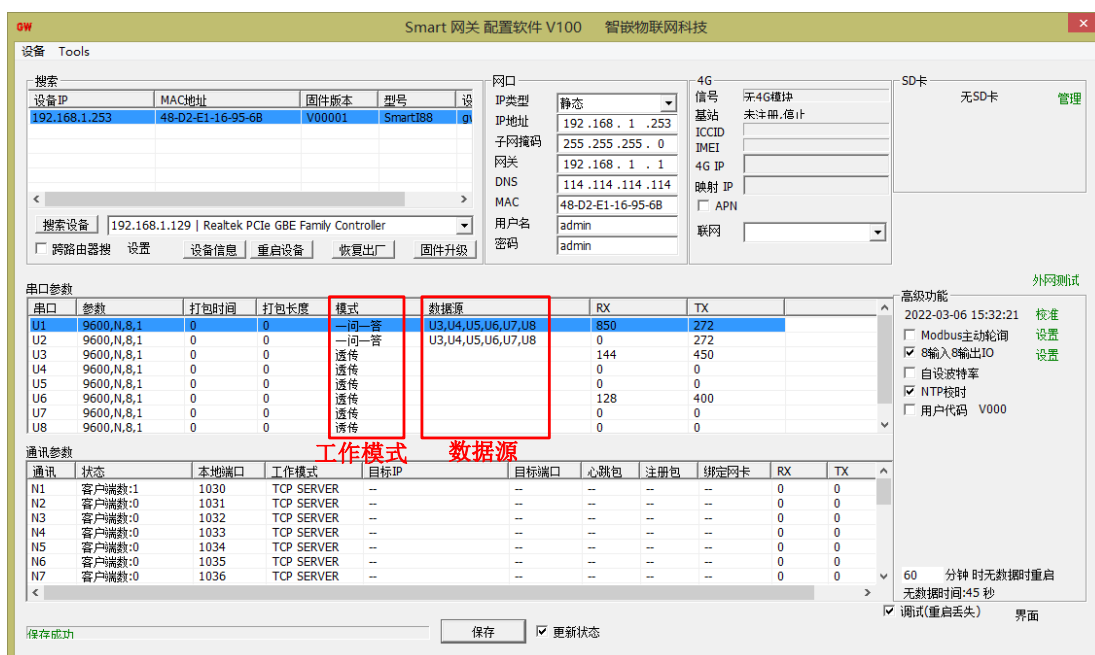 GW Smart 网关 配置软件 V100 智嵌物联网科技
设备 Tools
搜索
设备IP MAC地址 固件版本 型号 设
192.168.1.253 48-D2-E1-16-95-6B V00001 SmartI88 gv
搜索设备 192.168.1.129 | Realtek PCIe GBE Family Controller
跨路由器搜 设置 设备信息 重启设备 恢复出厂 固件升级
网口
IP类型 静态
IP地址 192 .168 . 1 .253
子网掩码 255 .255 .255 . 0
网关 192 .168 . 1 . 1
DNS 114 .114 .114 .114
MAC 48-D2-E1-16-95-6B
用户名 admin
密码 admin
4G
信号 无4G模块
基站 未注册.信止
ICCID
IMEI
4G IP
映射 IP
APN
联网
SD卡
无SD卡 管理
外网测试
串口参数
串口 参数 打包时间 打包长度 模式 数据源 RX TX
U1 9600,N,8,1 0 0 一问一答 U3,U4,U5,U6,U7,U8 850 272
U2 9600,N,8,1 0 0 一问一答 U3,U4,U5,U6,U7,U8 0 272
U3 9600,N,8,1 0 0 透传 144 450
U4 9600,N,8,1 0 0 透传 0 0
U5 9600,N,8,1 0 0 透传 0 0
U6 9600,N,8,1 0 0 透传 128 400
U7 9600,N,8,1 0 0 透传 0 0
U8 9600,N,8,1 0 0 透传 0 0
工作模式 数据源
高级功能
2022-03-06 15:32:21 校准
Modbus主动轮询 设置
8输入8输出IO 设置
自设波特率
NTP校时
用户代码 V000
通讯参数
通讯 状态 本地端口 工作模式 目标IP 目标端口 心跳包 注册包 绑定网卡 RX TX
N1 客户端数:1 1030 TCP SERVER -- -- -- -- -- 0 0
N2 客户端数:0 1031 TCP SERVER -- -- -- -- -- 0 0
N3 客户端数:0 1032 TCP SERVER -- -- -- -- -- 0 0
N4 客户端数:0 1033 TCP SERVER -- -- -- -- -- 0 0
N5 客户端数:0 1034 TCP SERVER -- -- -- -- -- 0 0
N6 客户端数:0 1035 TCP SERVER -- -- -- -- -- 0 0
N7 客户端数:0 1036 TCP SERVER -- -- -- -- -- 0 0
60 分钟 时无数据时重启
无数据时间:45 秒
调试(重启丢失) 界面
保存成功 保存 更新状态